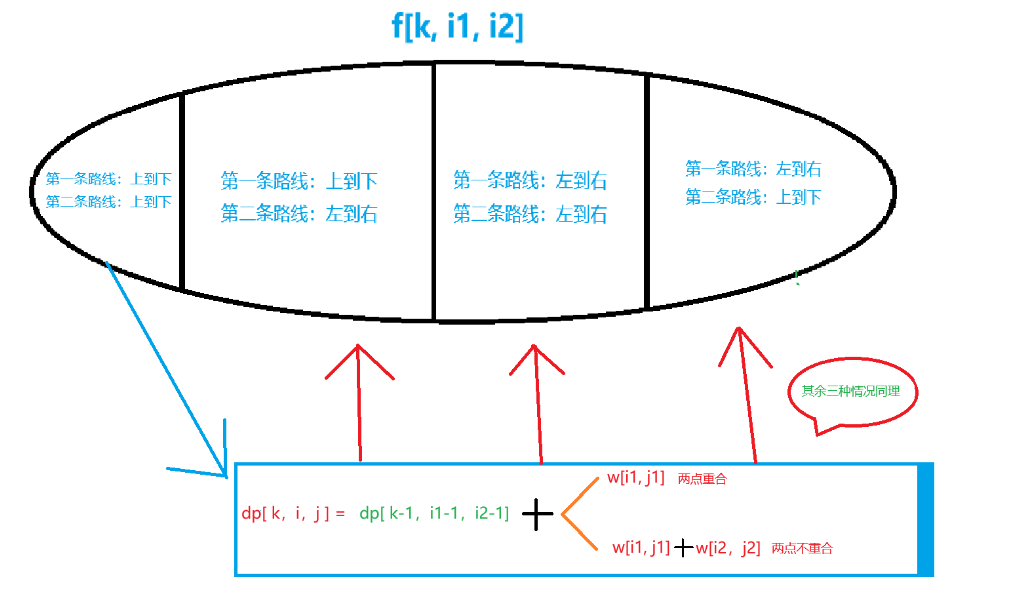 f[k, i1, i2]
第一条路线：上到下
第二条路线：上到下
第一条路线：上到下
第二条路线：左到右
第一条路线：左到右
第二条路线：左到右
第一条路线：左到右
第二条路线：上到下
其余三种情况同理
w[i1, j1] 两点重合
dp[ k, i, j ] = dp[ k-1, i1-1, i2-1] +
w[i1, j1] + w[i2, j2] 两点不重合